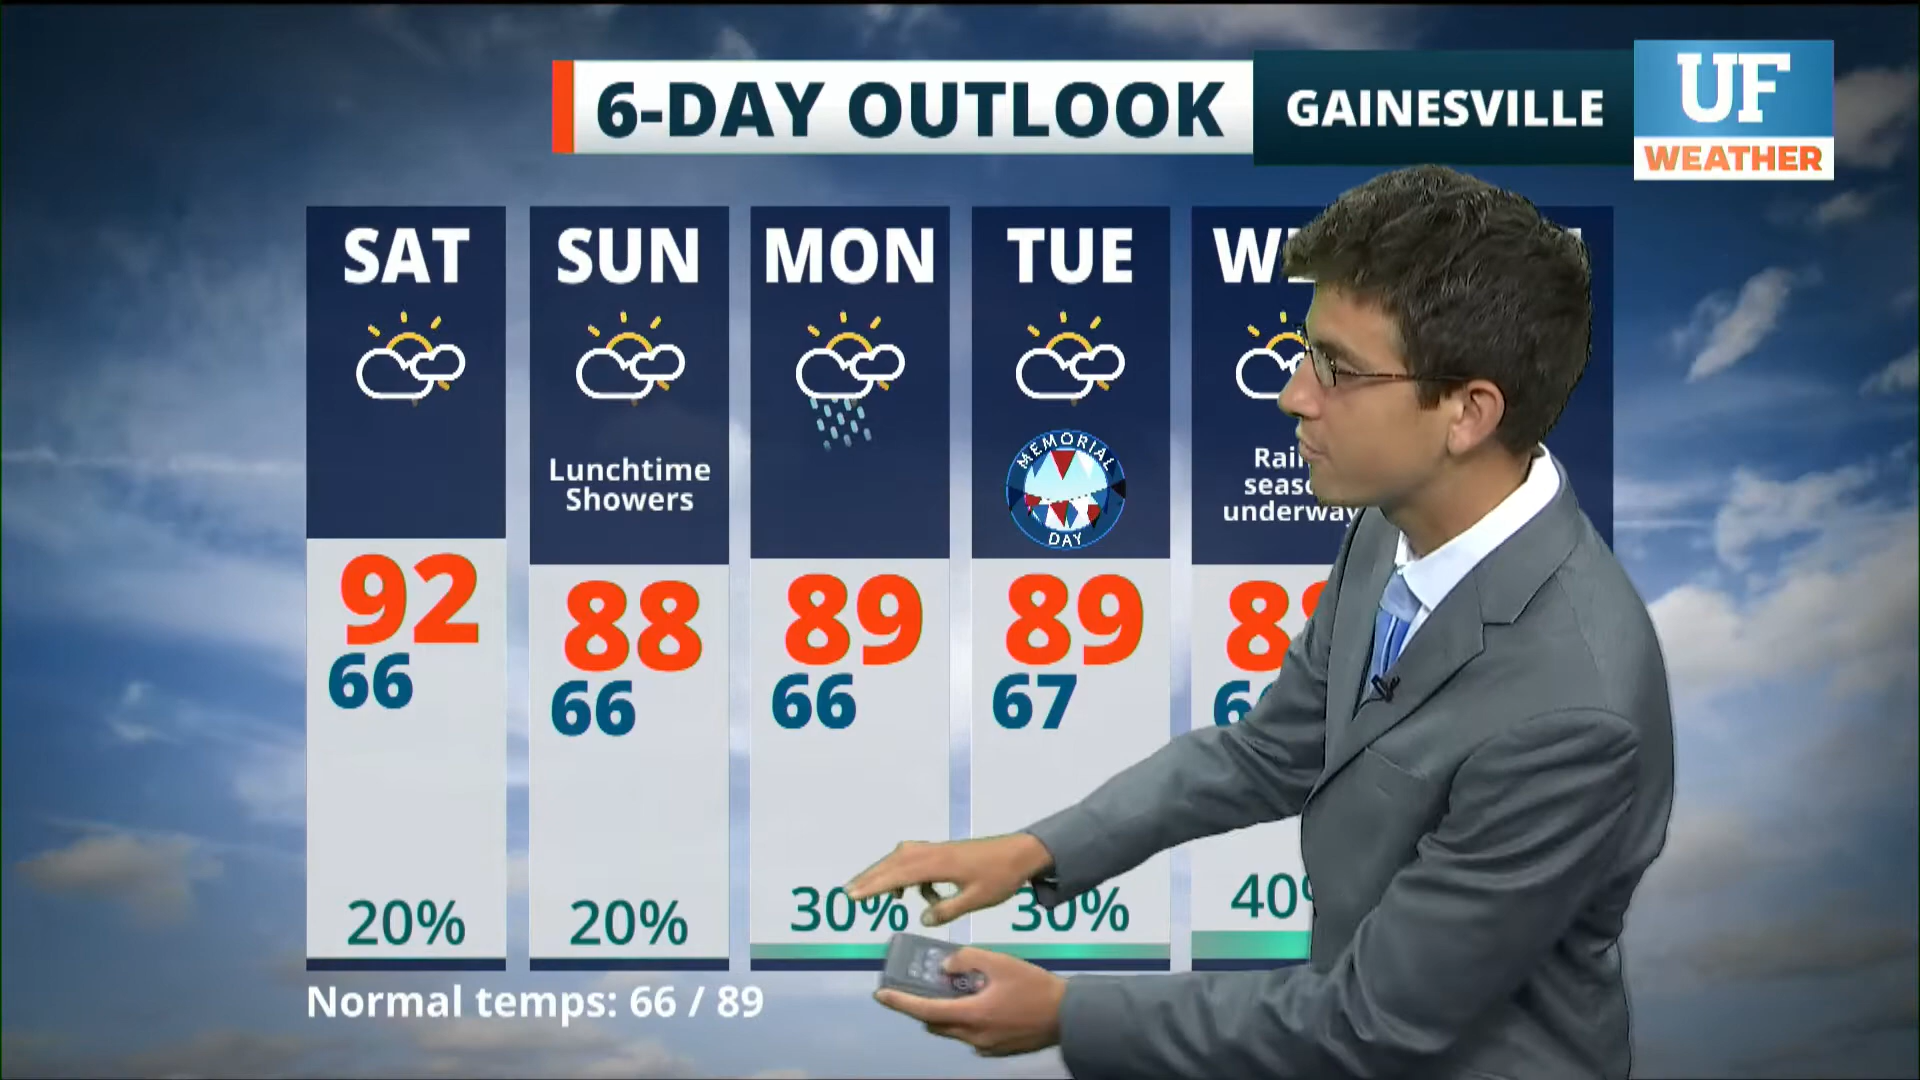 6-DAY OUTLOOK
GAINESVILLE
UF
WEATHER
SAT
SUN
MON
TUE
Lunchtime
Showers
MEMORIAL
DAY
underway
92
88
89
89
66
66
66
67
20%
20%
30%
30%
Normal temps: 66 / 89